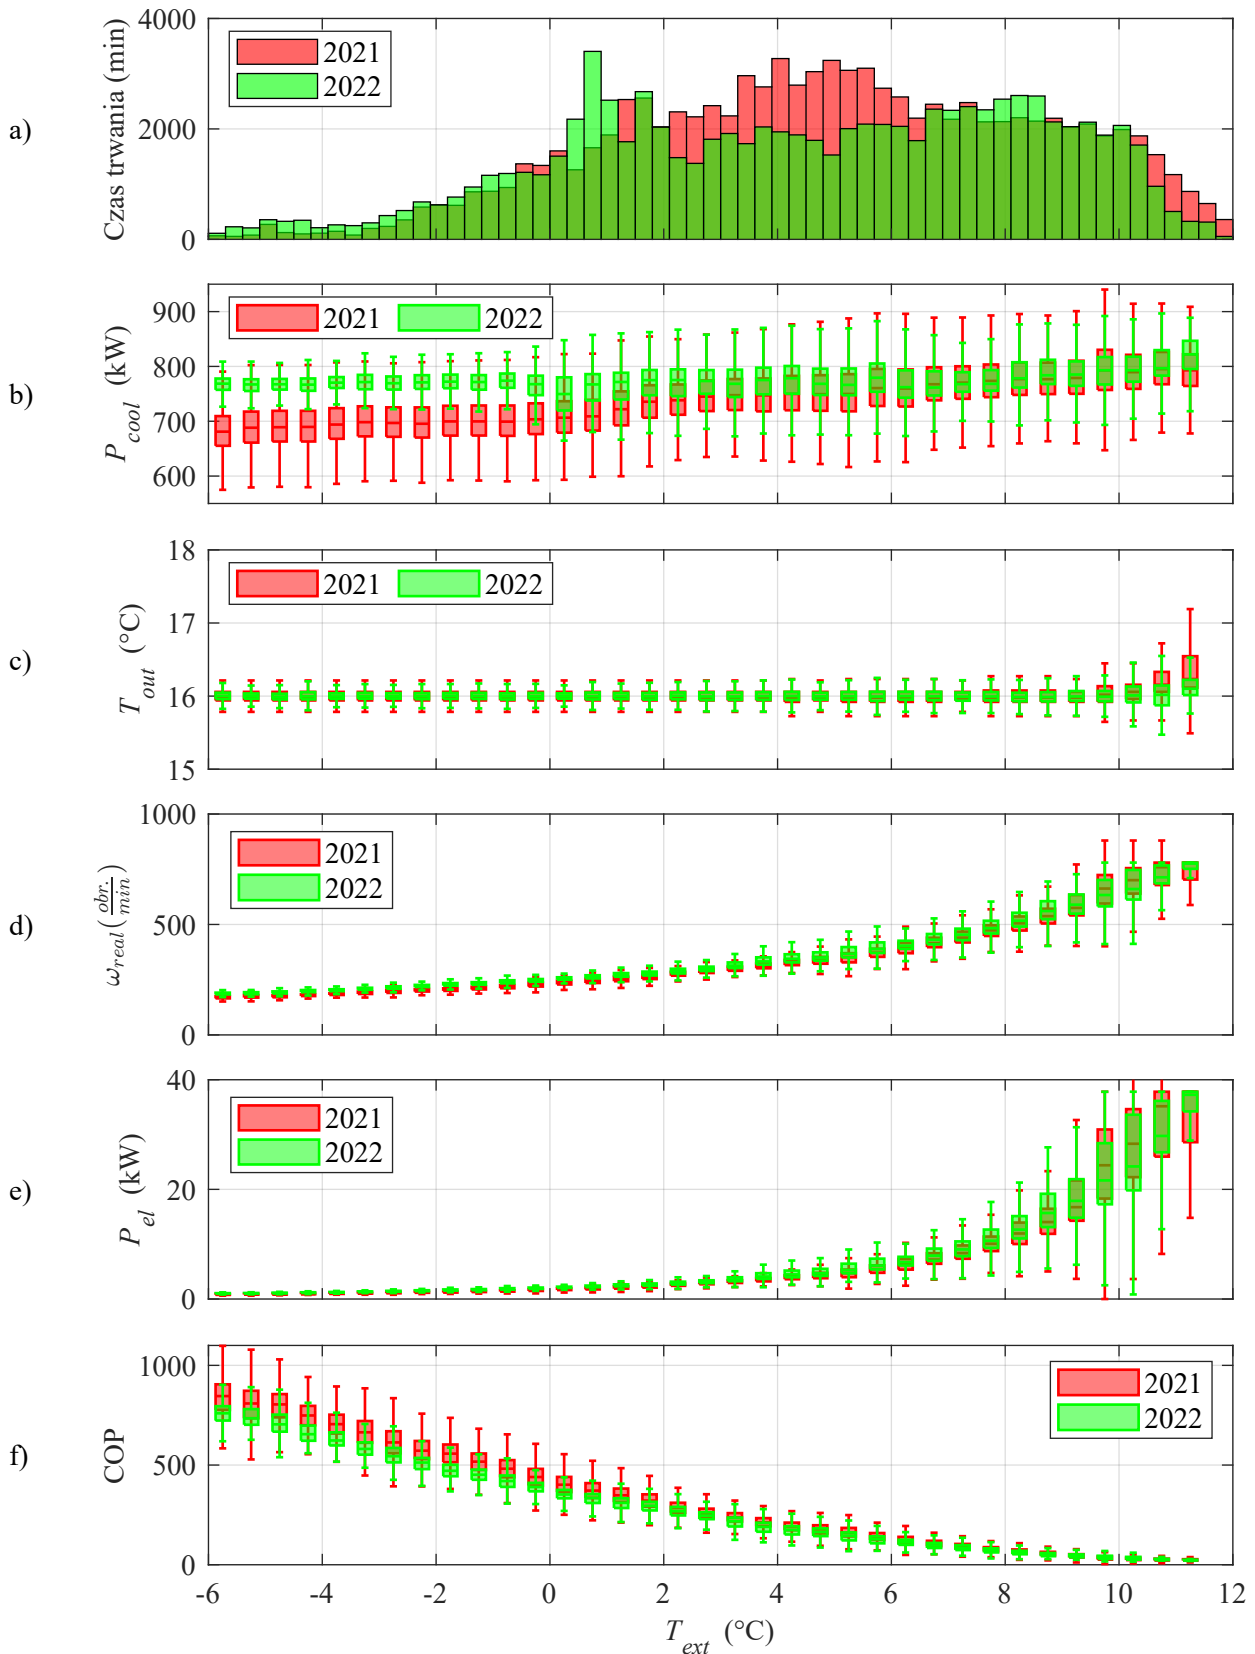 a)
Czas trwania (min)
4000
2000
0
2021
2022
b)
P_cool (kW)
900
800
700
600
2021
2022
c)
T_out (°C)
18
17
16
15
2021
2022
d)
ω_real (obr./min)
1000
500
0
2021
2022
e)
P_el (kW)
40
20
0
2021
2022
f)
COP
1000
500
0
2021
2022
-6 -4 -2 0 2 4 6 8 10 12
T_ext (°C)